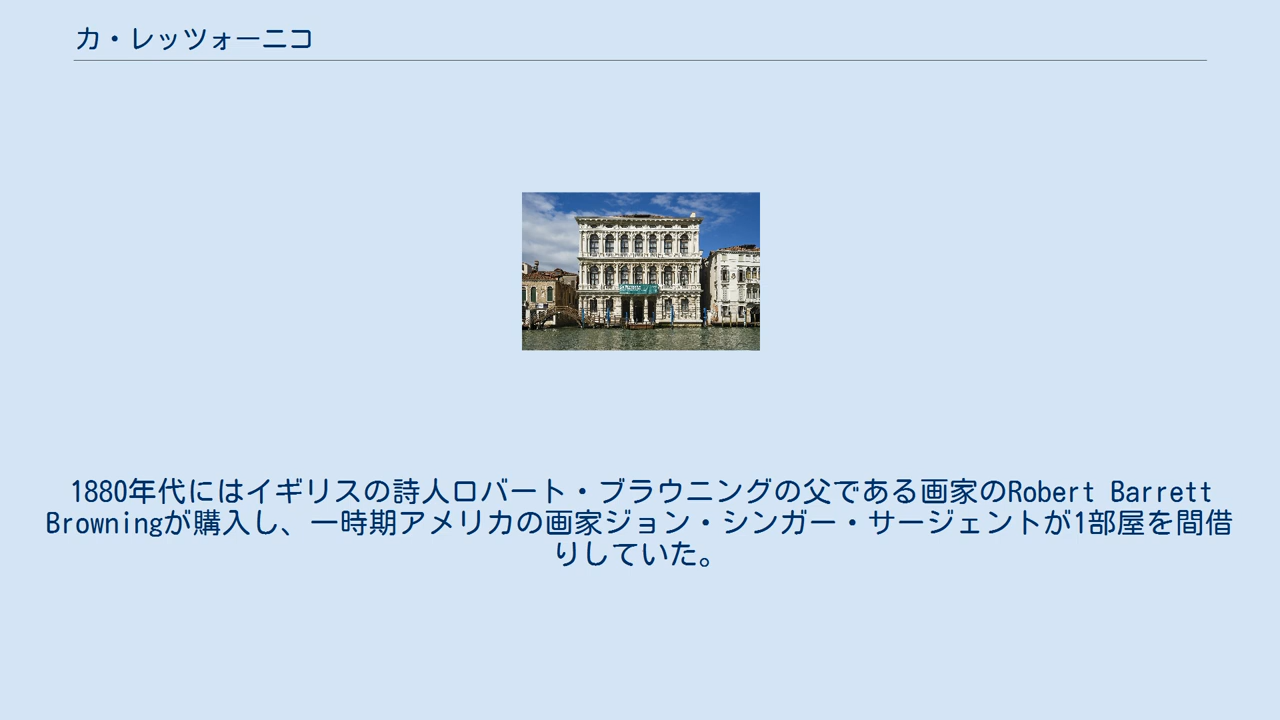 カ・レッツォーニコ
1880年代にはイギリスの詩人ロバート・ブラウニングの父である画家のRobert Barrett
Browningが購入し、一時期アメリカの画家ジョン・シンガー・サージェントが1部屋を間借
りしていた。